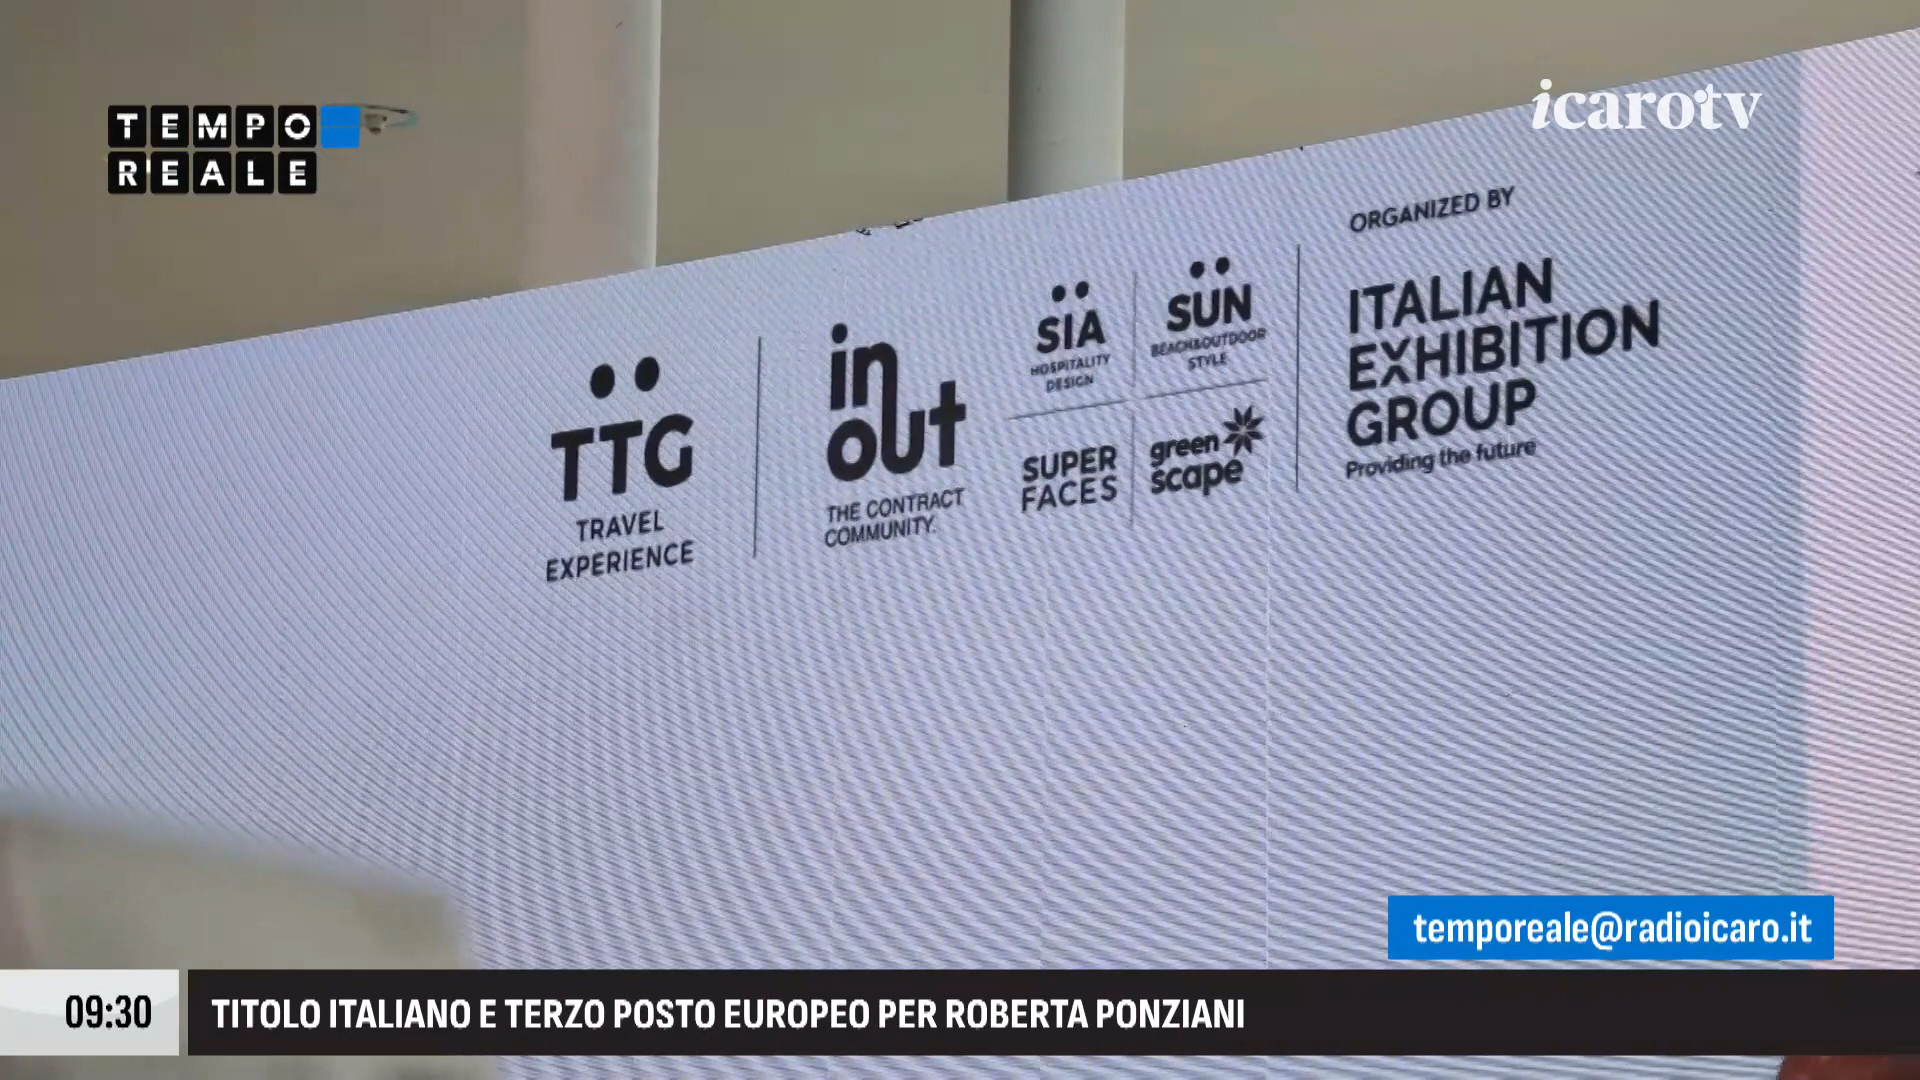 TEMPO
REALE
icarotv
ORGANIZED BY
ITALIAN
EXHIBITION
GROUP
Providing the future
TTG
TRAVEL
EXPERIENCE
in
out
THE CONTRACT
COMMUNITY.
SIA
HOSPITALITY
DESIGN
SUN
BEACH&OUTDOOR
STYLE
SUPER
FACES
green
scape
temporeale@radioicaro.it
09:30
TITOLO ITALIANO E TERZO POSTO EUROPEO PER ROBERTA PONZIANI